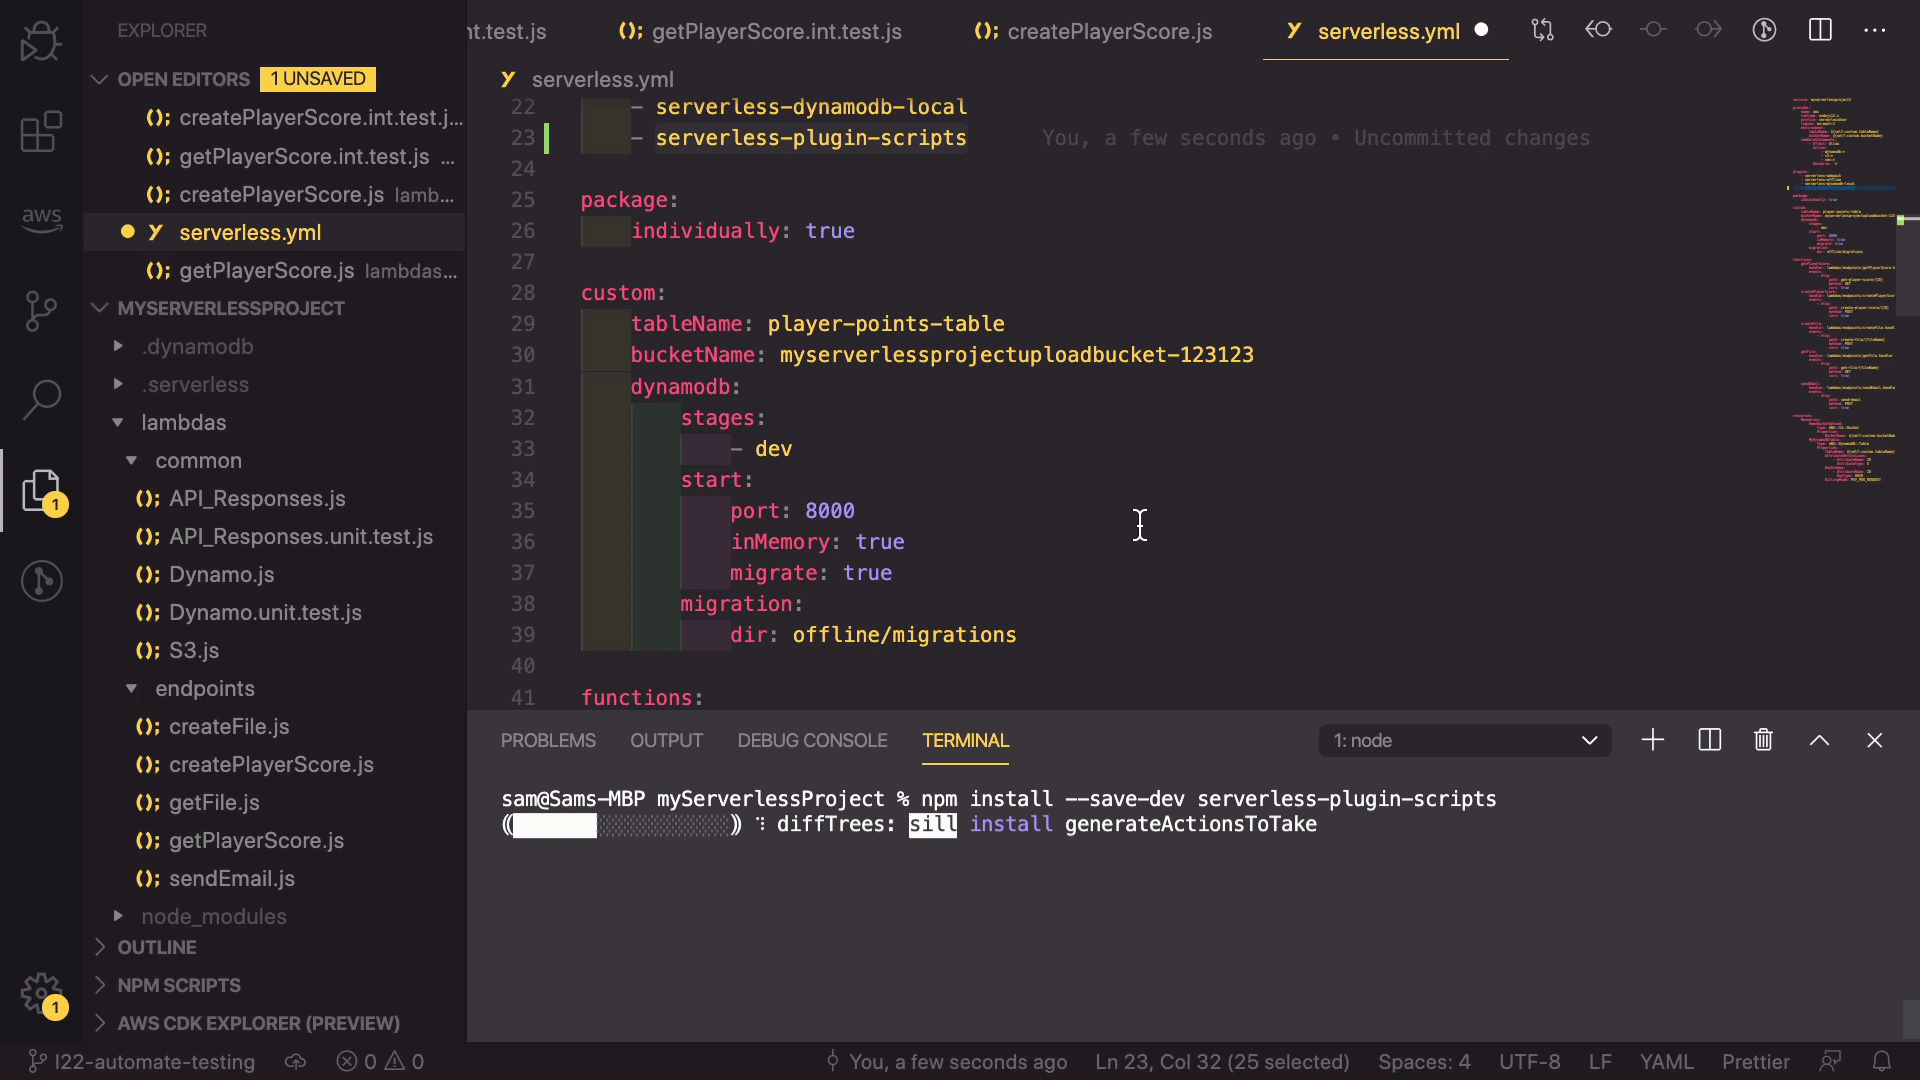 EXPLORER
OPEN EDITORS 1 UNSAVED
(); createPlayerScore.int.test.j...
(); getPlayerScore.int.test.js ...
(); createPlayerScore.js lamb...
Y serverless.yml
(); getPlayerScore.js lambdas...
MYSERVERLESSPROJECT
.dynamodb
.serverless
lambdas
common
(); API_Responses.js
(); API_Responses.unit.test.js
(); Dynamo.js
(); Dynamo.unit.test.js
(); S3.js
endpoints
(); createFile.js
(); createPlayerScore.js
(); getFile.js
(); getPlayerScore.js
(); sendEmail.js
node_modules
OUTLINE
NPM SCRIPTS
AWS CDK EXPLORER (PREVIEW)
aws
1
1
nt.test.js
(); getPlayerScore.int.test.js
(); createPlayerScore.js
Y serverless.yml
Y serverless.yml
22 - serverless-dynamodb-local
23 - serverless-plugin-scripts You, a few seconds ago • Uncommitted changes
24
25 package:
26 individually: true
27
28 custom:
29 tableName: player-points-table
30 bucketName: myserverlessprojectuploadbucket-123123
31 dynamodb:
32 stages:
33 - dev
34 start:
35 port: 8000
36 inMemory: true
37 migrate: true
38 migration:
39 dir: offline/migrations
40
41 functions:
PROBLEMS OUTPUT DEBUG CONSOLE TERMINAL 1: node
sam@Sams-MBP myServerlessProject % npm install --save-dev serverless-plugin-scripts
diffTrees: sill install generateActionsToTake
l22-automate-testing 0 0 You, a few seconds ago Ln 23, Col 32 (25 selected) Spaces: 4 UTF-8 LF YAML Prettier